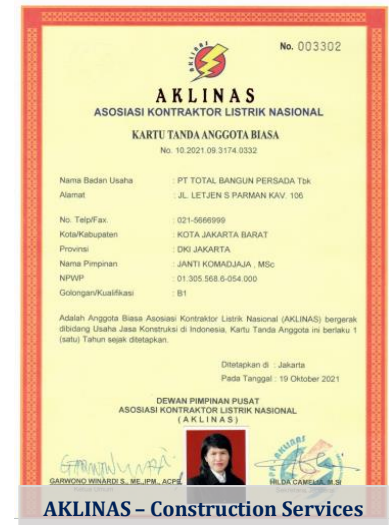 No. 003302
AKLINAS
AKLINAS
ASOSIASI KONTRAKTOR LISTRIK NASIONAL
KARTU TANDA ANGGOTA BIASA
No. 10.2021.09.3174.0332
Nama Badan Usaha : PT TOTAL BANGUN PERSADA Tbk
Alamat : JL. LETJEN S PARMAN KAV. 106
No. Telp/Fax. : 021-5666999
Kota/Kabupaten : KOTA JAKARTA BARAT
Provinsi : DKI JAKARTA
Nama Pimpinan : JANTI KOMADJAJA , MSc
NPWP : 01.305.568.6-054.000
Golongan/Kualifikasi : B1
Adalah Anggota Biasa Asosiasi Kontraktor Listrik Nasional (AKLINAS) bergerak
dibidang Usaha Jasa Konstruksi di Indonesia, Kartu Tanda Anggota ini berlaku 1
(satu) Tahun sejak ditetapkan.
Ditetapkan di : Jakarta
Pada Tanggal : 19 Oktober 2021
DEWAN PIMPINAN PUSAT
ASOSIASI KONTRAKTOR LISTRIK NASIONAL
( A K L I N A S )
GARWONO WINARDI S., ME.,IPM., ACPE
HILDA CAMELIA, M.Si
AKLINAS – Construction Services